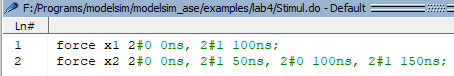 F:/Programs/modelsim/modelsim_ase/examples/lab4/Stimul.do - Default
Ln#
1 force x1 2#0 0ns, 2#1 100ns;
2 force x2 2#0 0ns, 2#1 50ns, 2#0 100ns, 2#1 150ns;